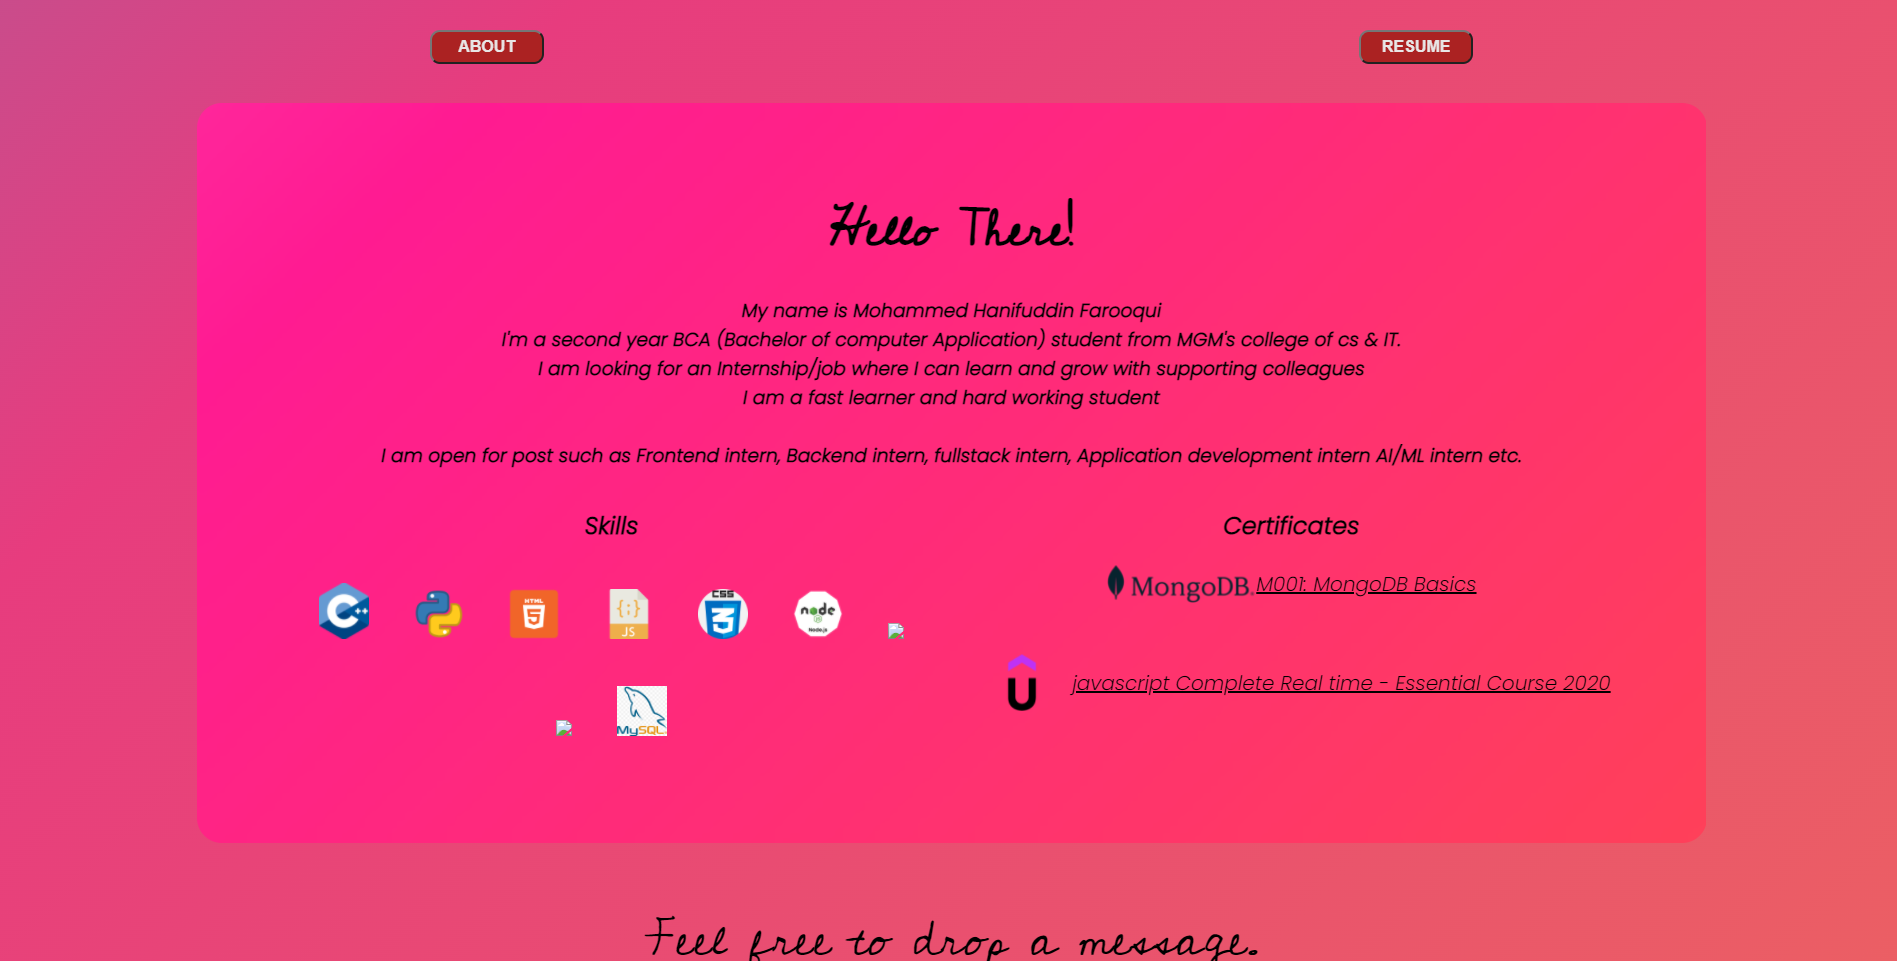 ABOUT
RESUME
Hello There!
My name is Mohammed Hanifuddin Farooqui
I'm a second year BCA (Bachelor of computer Application) student from MGM's college of cs & IT.
I am looking for an Internship/job where I can learn and grow with supporting colleagues
I am a fast learner and hard working student
I am open for post such as Frontend intern, Backend intern, fullstack intern, Application development intern AI/ML intern etc.
Skills
C++
HTML
5
{;}
JS
CSS
3
node
Node.js
MySQL
Certificates
MongoDB. M001: MongoDB Basics
U javascript Complete Real time - Essential Course 2020
Feel free to drop a message.